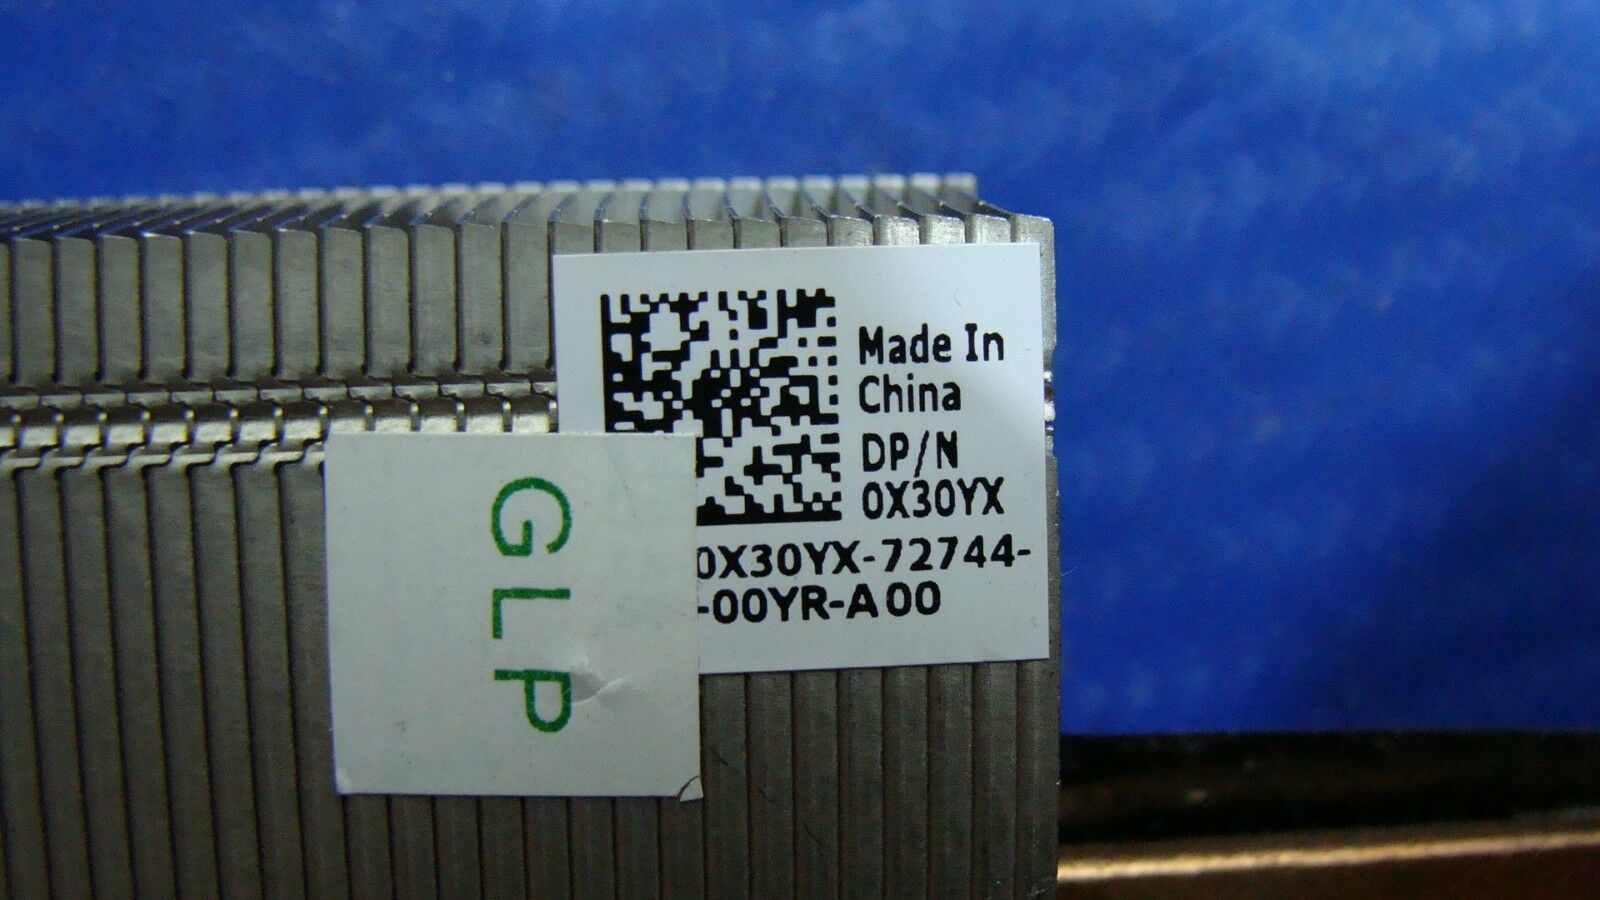 Made In
China
DP/N
0X30YX
0X30YX-72744-
-00YR-A00
GLP